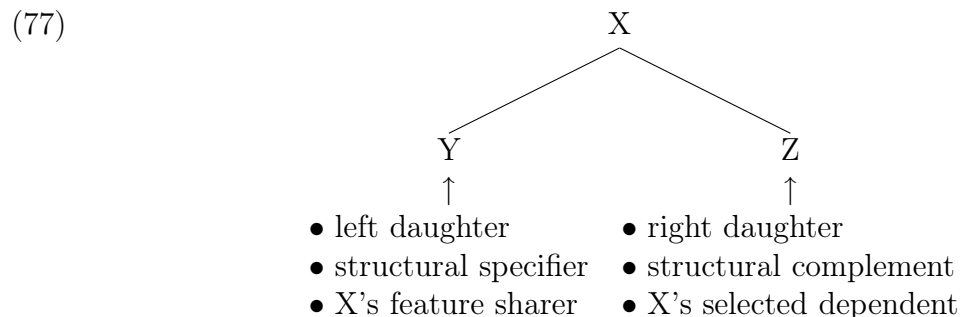 (77) X
Y Z
↑ ↑
• left daughter • right daughter
• structural specifier • structural complement
• X's feature sharer • X's selected dependent